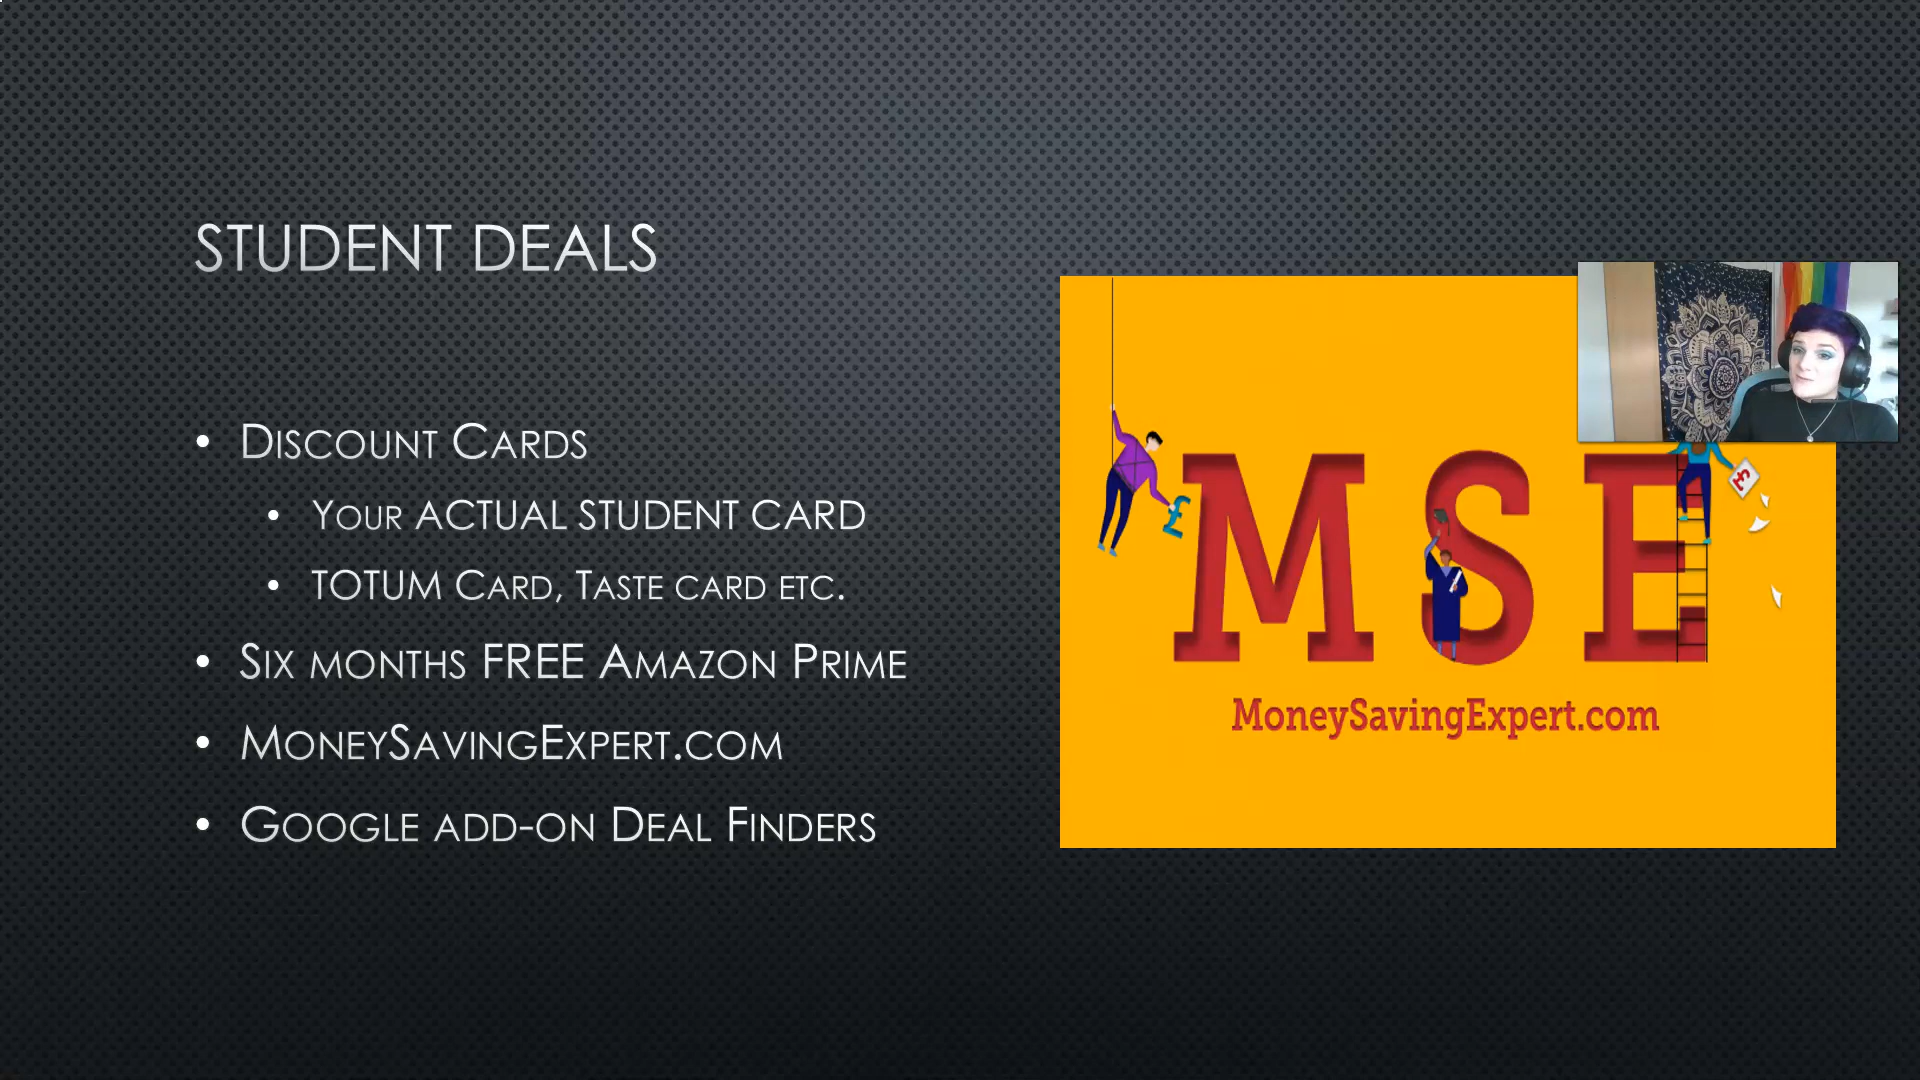 STUDENT DEALS
• DISCOUNT CARDS
• YOUR ACTUAL STUDENT CARD
• TOTUM CARD, TASTE CARD ETC.
• SIX MONTHS FREE AMAZON PRIME
• MONEYSAVINGEXPERT.COM
• GOOGLE ADD-ON DEAL FINDERS
£
£
MSE
MoneySavingExpert.com